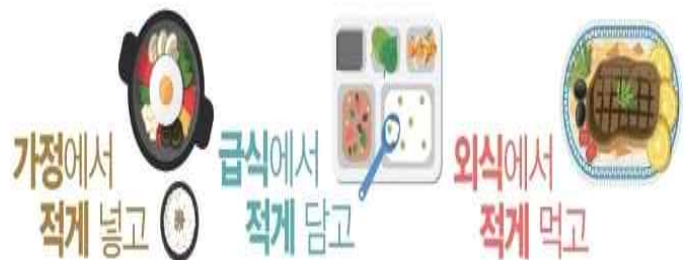 가정에서
적게 넣고
급식에서
적게 담고
외식에서
적게 먹고